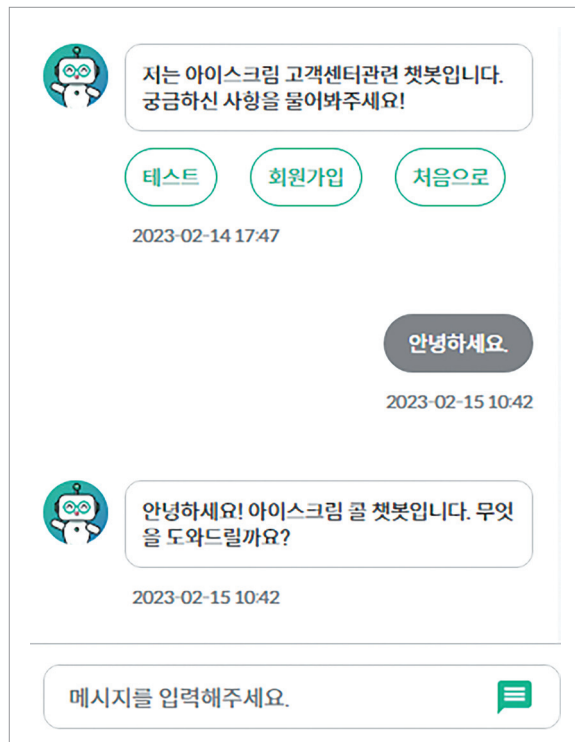 저는 아이스크림 고객센터관련 챗봇입니다.
궁금하신 사항을 물어봐주세요!
테스트 회원가입 처음으로
2023-02-14 17:47
안녕하세요.
2023-02-15 10:42
안녕하세요! 아이스크림 콜 챗봇입니다. 무엇
을 도와드릴까요?
2023-02-15 10:42
메시지를 입력해주세요.